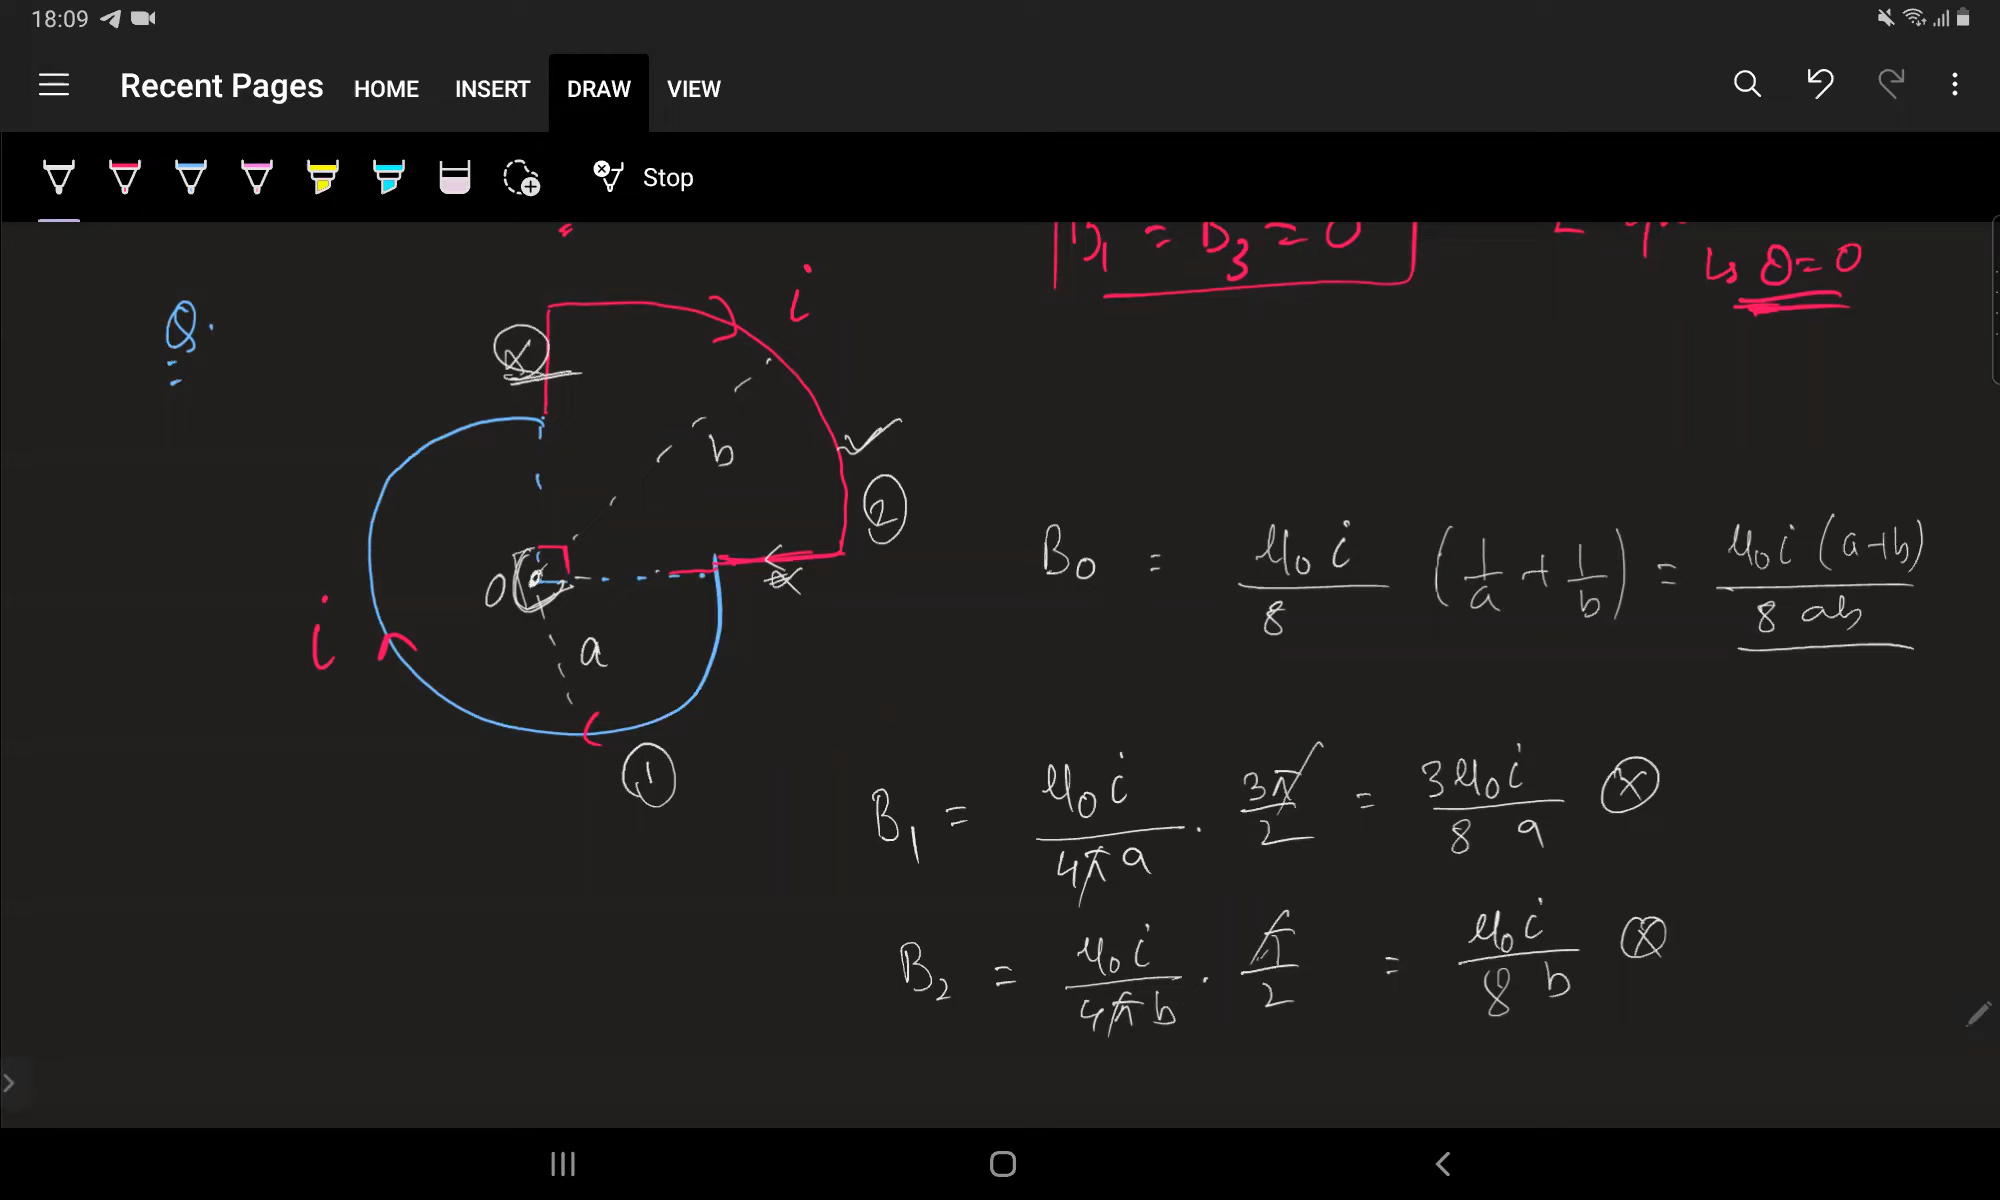 18:09
Recent Pages HOME INSERT DRAW VIEW
Stop
= B₃ = 0
↳ θ = 0
Q.
i
b
2
O
a
i
1
B₀ = μ₀i/8 (1/a + 1/b) = μ₀i(a+b)/8ab
B₁ = μ₀i/4πa · 3π/2 = 3μ₀i/8a ⊗
B₂ = μ₀i/4πb · π/2 = μ₀i/8b ⊗